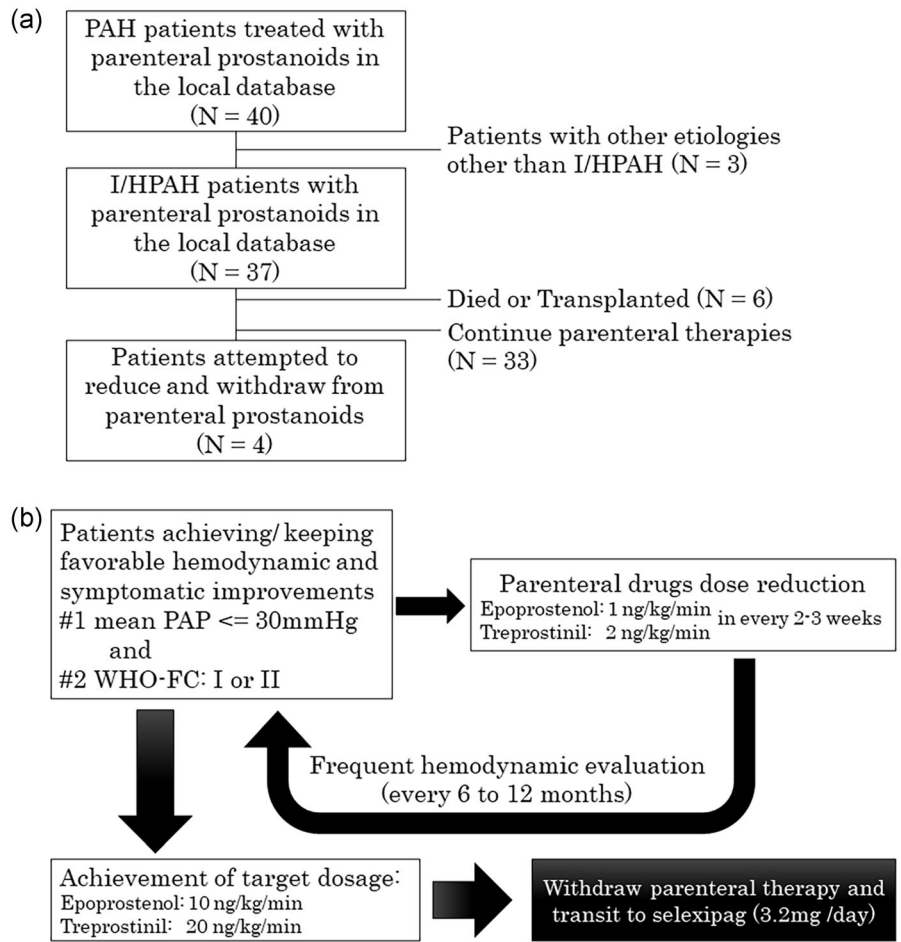 (a)
PAH patients treated with
parenteral prostanoids in
the local database
(N = 40)
Patients with other etiologies
other than I/HPAH (N = 3)
I/HPAH patients with
parenteral prostanoids in
the local database
(N = 37)
Died or Transplanted (N = 6)
Continue parenteral therapies
(N = 33)
Patients attempted to
reduce and withdraw from
parenteral prostanoids
(N = 4)
(b)
Patients achieving/ keeping
favorable hemodynamic and
symptomatic improvements
#1 mean PAP <= 30mmHg
and
#2 WHO-FC: I or II
Parenteral drugs dose reduction
Epoprostenol: 1 ng/kg/min
Treprostinil: 2 ng/kg/min
in every 2-3 weeks
Frequent hemodynamic evaluation
(every 6 to 12 months)
Achievement of target dosage:
Epoprostenol: 10 ng/kg/min
Treprostinil: 20 ng/kg/min
Withdraw parenteral therapy and
transit to selexipag (3.2mg /day)